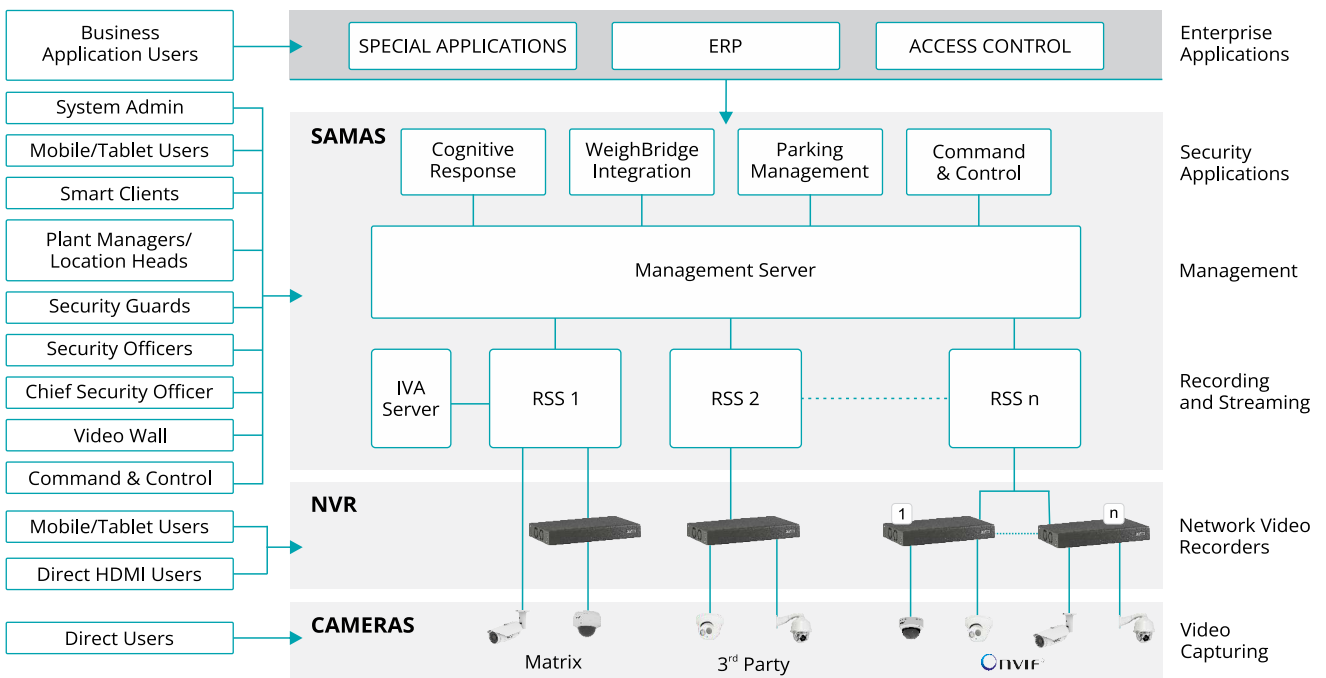 Business
Application Users
SPECIAL APPLICATIONS
ERP
ACCESS CONTROL
Enterprise
Applications
System Admin
Mobile/Tablet Users
Smart Clients
Plant Managers/
Location Heads
Security Guards
Security Officers
Chief Security Officer
Video Wall
Command & Control
SAMAS
Cognitive
Response
WeighBridge
Integration
Parking
Management
Command
& Control
Security
Applications
Management Server
Management
IVA
Server
RSS 1
RSS 2
RSS n
Recording
and Streaming
Mobile/Tablet Users
Direct HDMI Users
NVR
1
n
Network Video
Recorders
Direct Users
CAMERAS
Matrix
3rd Party
ONVIF
Video
Capturing